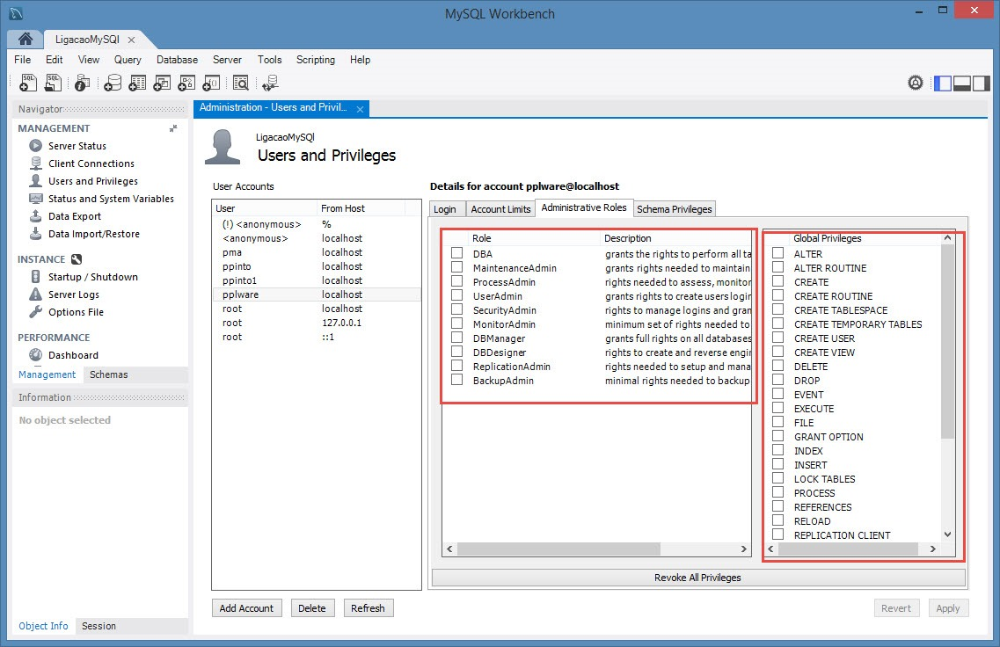 MySQL Workbench
LigacaoMySQl
File Edit View Query Database Server Tools Scripting Help
Navigator
MANAGEMENT
Server Status
Client Connections
Users and Privileges
Status and System Variables
Data Export
Data Import/Restore
INSTANCE
Startup / Shutdown
Server Logs
Options File
PERFORMANCE
Dashboard
Management Schemas
Information
No object selected
Object Info Session
Administration - Users and Privil...
LigacaoMySQl
Users and Privileges
User Accounts
User From Host
(!) <anonymous> %
<anonymous> localhost
pma localhost
ppinto localhost
ppinto1 localhost
pplware localhost
root localhost
root 127.0.0.1
root ::1
Add Account Delete Refresh
Details for account pplware@localhost
Login Account Limits Administrative Roles Schema Privileges
Role Description
DBA grants the rights to perform all ta
MaintenanceAdmin grants rights needed to maintain
ProcessAdmin rights needed to assess, monitor
UserAdmin grants rights to create users login
SecurityAdmin rights to manage logins and gran
MonitorAdmin minimum set of rights needed to
DBManager grants full rights on all databases
DBDesigner rights to create and reverse engin
ReplicationAdmin rights needed to setup and mana
BackupAdmin minimal rights needed to backup
Global Privileges
ALTER
ALTER ROUTINE
CREATE
CREATE ROUTINE
CREATE TABLESPACE
CREATE TEMPORARY TABLES
CREATE USER
CREATE VIEW
DELETE
DROP
EVENT
EXECUTE
FILE
GRANT OPTION
INDEX
INSERT
LOCK TABLES
PROCESS
REFERENCES
RELOAD
REPLICATION CLIENT
Revoke All Privileges
Revert Apply